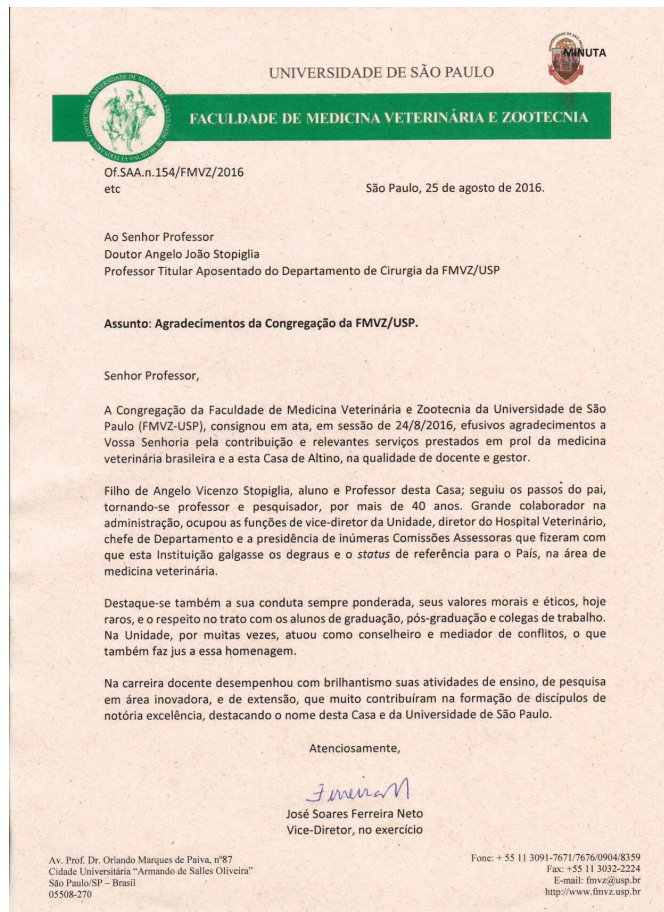 MINUTA
UNIVERSIDADE DE SÃO PAULO
FACULDADE DE MEDICINA VETERINÁRIA E ZOOTECNIA
Of.SAA.n.154/FMVZ/2016
etc
São Paulo, 25 de agosto de 2016.
Ao Senhor Professor
Doutor Angelo João Stopiglia
Professor Titular Aposentado do Departamento de Cirurgia da FMVZ/USP
Assunto: Agradecimentos da Congregação da FMVZ/USP.
Senhor Professor,
A Congregação da Faculdade de Medicina Veterinária e Zootecnia da Universidade de São
Paulo (FMVZ-USP), consignou em ata, em sessão de 24/8/2016, efusivos agradecimentos a
Vossa Senhoria pela contribuição e relevantes serviços prestados em prol da medicina
veterinária brasileira e a esta Casa de Altino, na qualidade de docente e gestor.
Filho de Angelo Vicenzo Stopiglia, aluno e Professor desta Casa; seguiu os passos do pai,
tornando-se professor e pesquisador, por mais de 40 anos. Grande colaborador na
administração, ocupou as funções de vice-diretor da Unidade, diretor do Hospital Veterinário,
chefe de Departamento e a presidência de inúmeras Comissões Assessoras que fizeram com
que esta Instituição galgasse os degraus e o status de referência para o País, na área de
medicina veterinária.
Destaque-se também a sua conduta sempre ponderada, seus valores morais e éticos, hoje
raros, e o respeito no trato com os alunos de graduação, pós-graduação e colegas de trabalho.
Na Unidade, por muitas vezes, atuou como conselheiro e mediador de conflitos, o que
também faz jus a essa homenagem.
Na carreira docente desempenhou com brilhantismo suas atividades de ensino, de pesquisa
em área inovadora, e de extensão, que muito contribuíram na formação de discípulos de
notória excelência, destacando o nome desta Casa e da Universidade de São Paulo.
Atenciosamente,
José Soares Ferreira Neto
Vice-Diretor, no exercício
Av. Prof. Dr. Orlando Marques de Paiva, nº87
Cidade Universitária “Armando de Salles Oliveira”
São Paulo/SP – Brasil
05508-270
Fone: + 55 11 3091-7671/7676/0904/8359
Fax: +55 11 3032-2224
E-mail: fmvz@usp.br
http://www.fmvz.usp.br